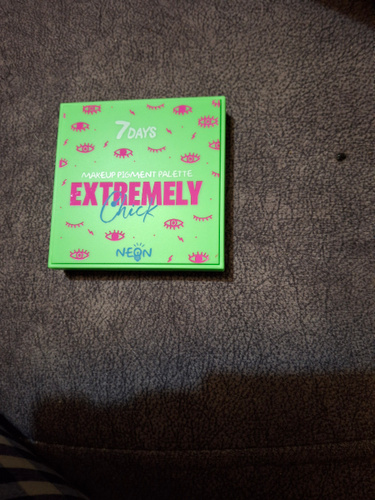 7DAYS
MAKEUP PIGMENT PALETTE
EXTREMELY
Chick
NEON